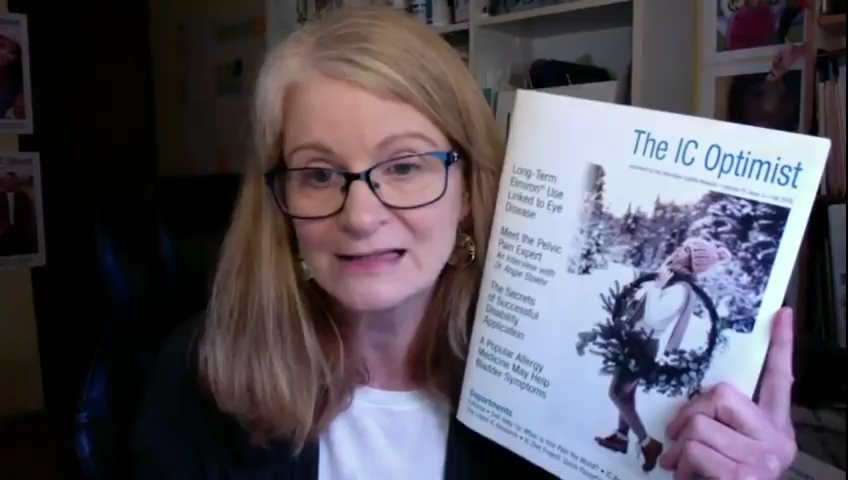 The IC Optimist
Long-Term
Elmiron® Use
Linked to Eye
Disease
Meet the Pelvic
Pain Expert
An Interview with
Dr Angie Stoehr
The Secrets
of Successful
Disability
Application
A Popular Allergy
Medicine May Help
Bladder Symptoms
Departments